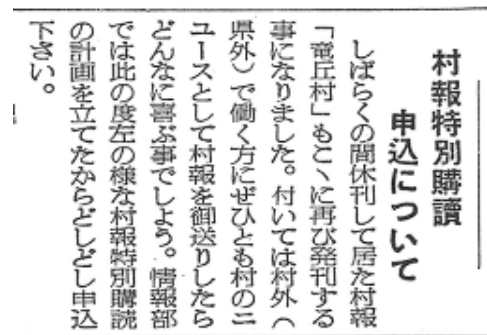 村報特別購讀
申込について
しばらくの間休刊して居た村報
「竜丘村」もこゝに再び発刊する
事になりました。付いては村外（
県外）で働く方にぜひとも村のニ
ユースとして村報を御送りしたら
どんなに喜ぶ事でしよう。情報部
では此の度左の様な村報特別購読
の計画を立てたからどしどし申込
下さい。